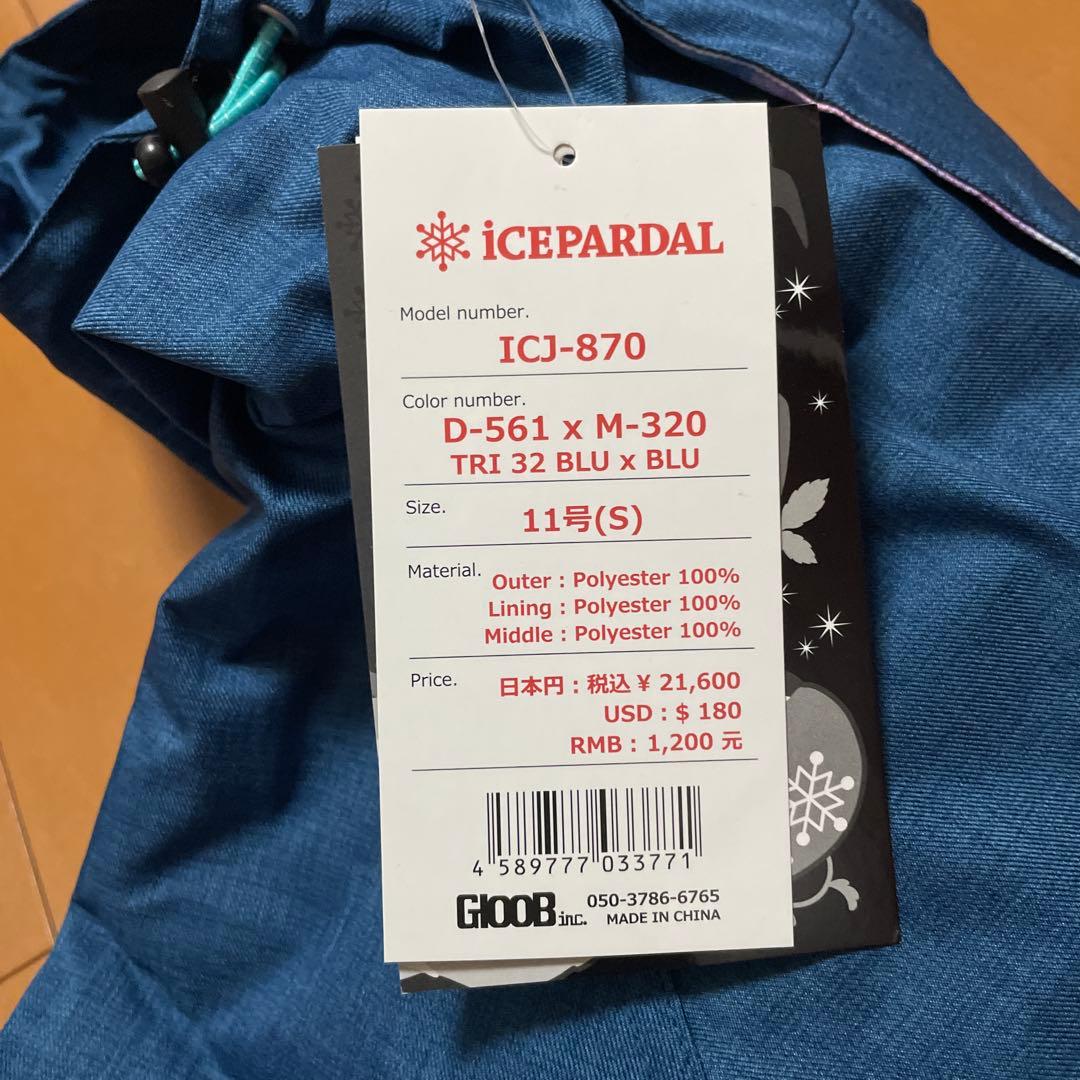 iCEPARDAL
Model number.
ICJ-870
Color number.
D-561 x M-320
TRI 32 BLU x BLU
Size.
11号(S)
Material.
Outer : Polyester 100%
Lining : Polyester 100%
Middle : Polyester 100%
Price.
日本円 : 税込 ¥ 21,600
USD : $ 180
RMB : 1,200 元
4 589777 033771
GlOOB inc.
050-3786-6765
MADE IN CHINA